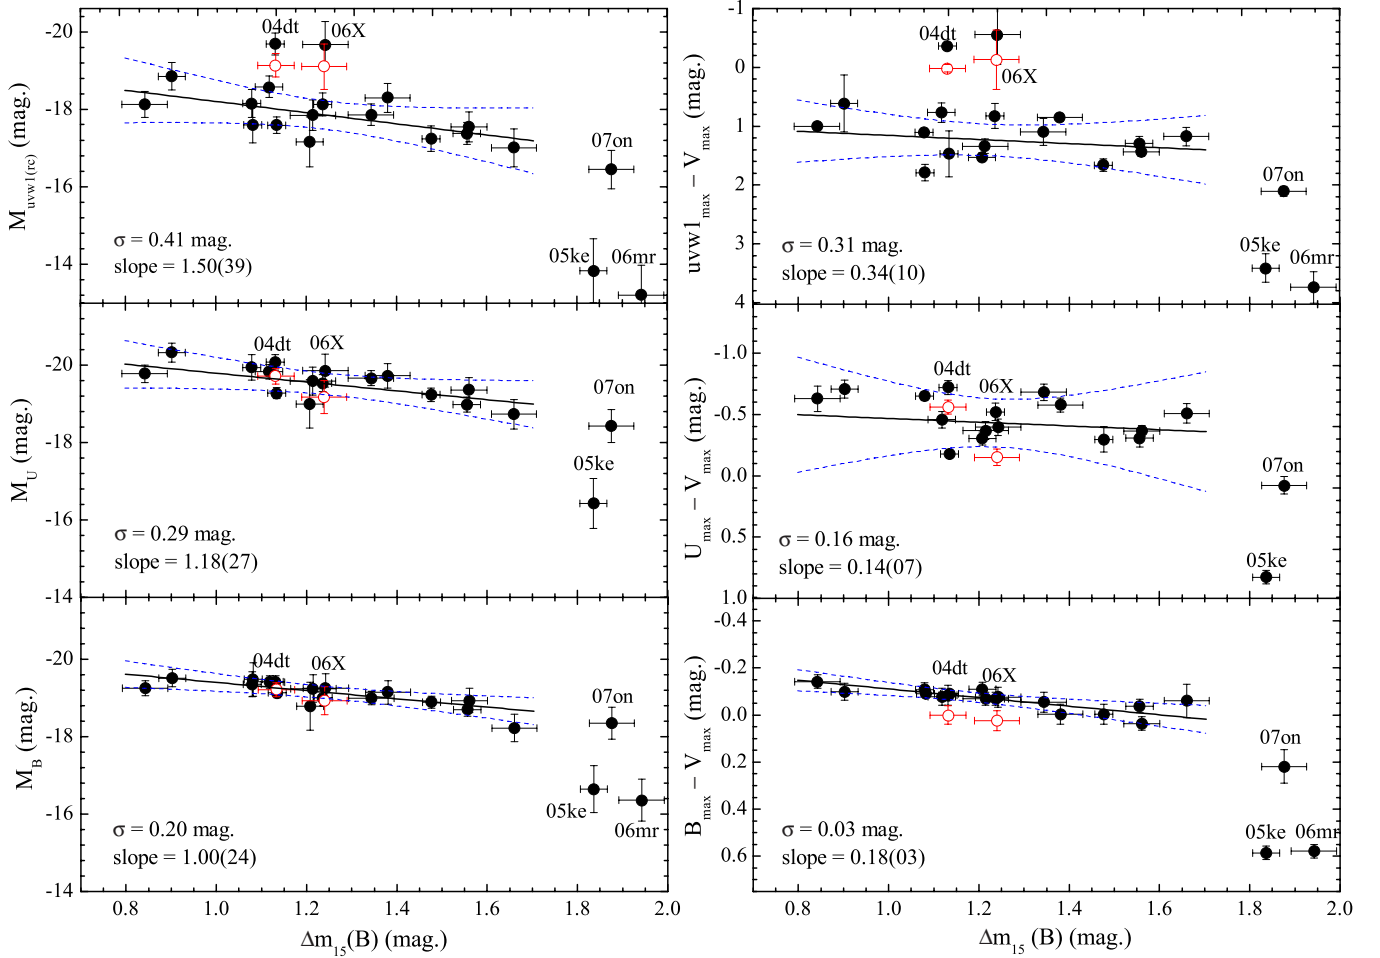 -20
-18
-16
-14
M_uvw1(rc) (mag.)
04dt
06X
07on
05ke
06mr
σ = 0.41 mag.
slope = 1.50(39)
-20
-18
-16
-14
M_U (mag.)
04dt
06X
07on
05ke
σ = 0.29 mag.
slope = 1.18(27)
-20
-18
-16
-14
M_B (mag.)
04dt
06X
07on
05ke
06mr
σ = 0.20 mag.
slope = 1.00(24)
0.8 1.0 1.2 1.4 1.6 1.8 2.0
Δm_15(B) (mag.)
-1
0
1
2
3
4
uvw1_max − V_max (mag.)
04dt
06X
07on
05ke
06mr
σ = 0.31 mag.
slope = 0.34(10)
-1.0
-0.5
0.0
0.5
1.0
U_max − V_max (mag.)
04dt
06X
07on
05ke
σ = 0.16 mag.
slope = 0.14(07)
-0.4
-0.2
0.0
0.2
0.4
0.6
B_max − V_max (mag.)
04dt
06X
07on
05ke
06mr
σ = 0.03 mag.
slope = 0.18(03)
0.8 1.0 1.2 1.4 1.6 1.8 2.0
Δm_15 (B) (mag.)